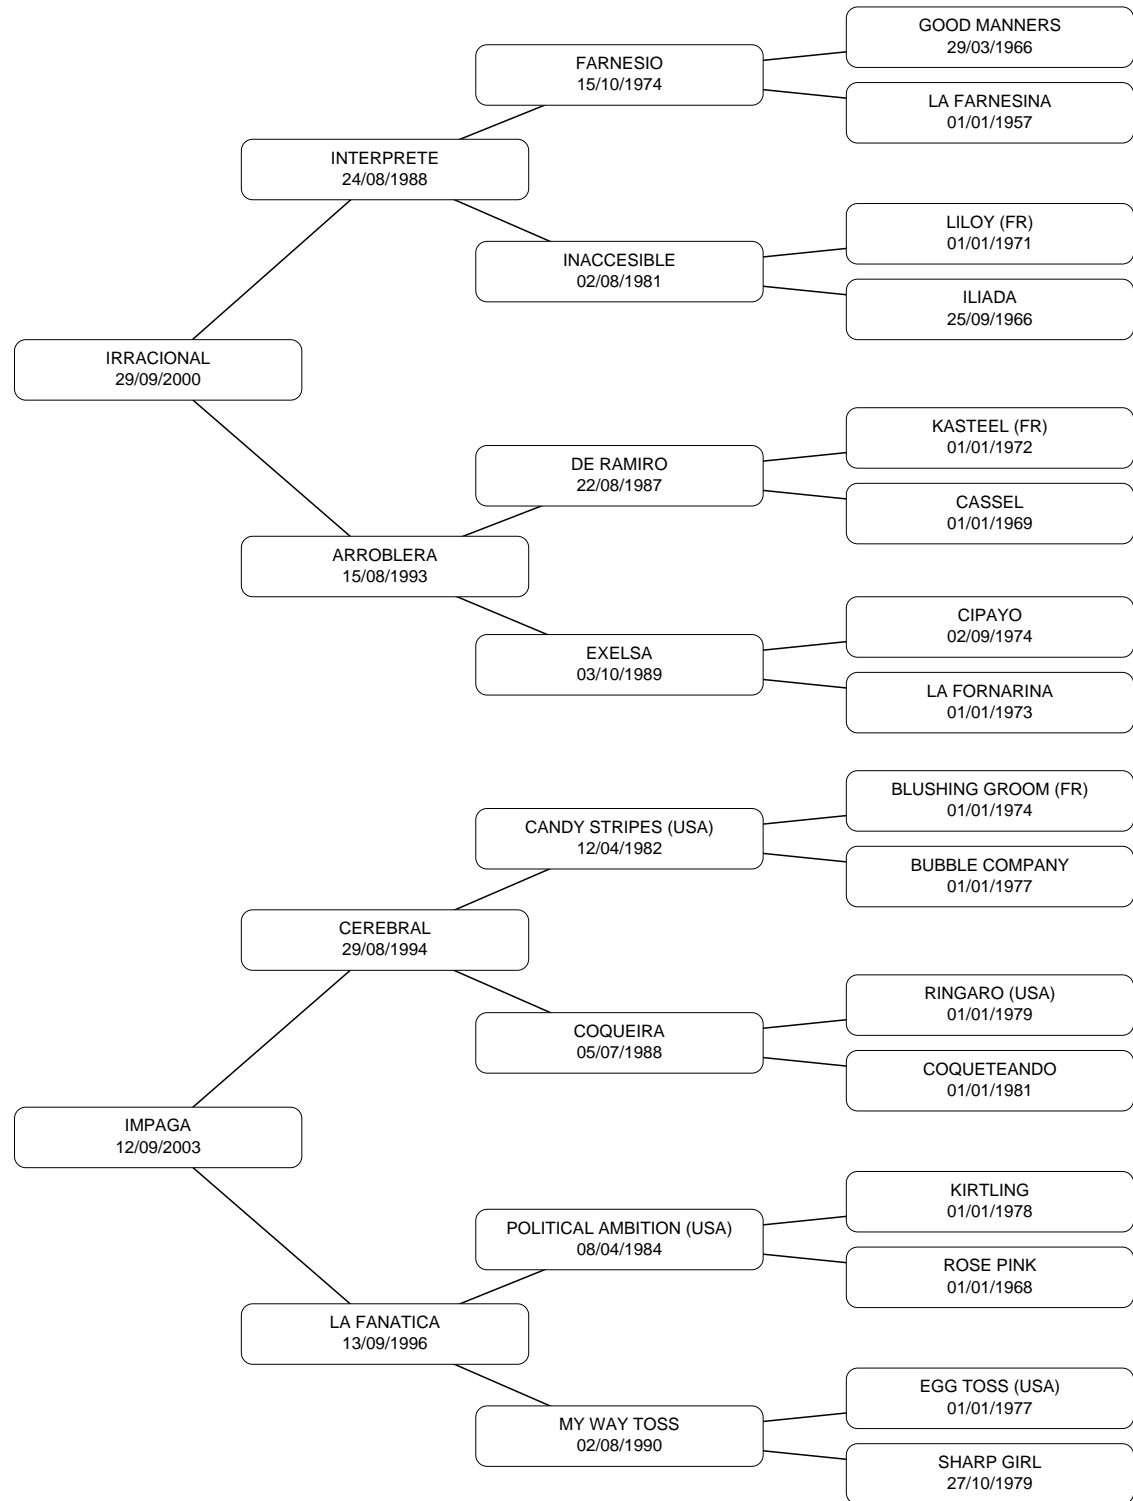 GOOD MANNERS
29/03/1966
FARNESIO
15/10/1974
LA FARNESINA
01/01/1957
INTERPRETE
24/08/1988
LILOY (FR)
01/01/1971
INACCESIBLE
02/08/1981
ILIADA
25/09/1966
IRRACIONAL
29/09/2000
KASTEEL (FR)
01/01/1972
DE RAMIRO
22/08/1987
CASSEL
01/01/1969
ARROBLERA
15/08/1993
CIPAYO
02/09/1974
EXELSA
03/10/1989
LA FORNARINA
01/01/1973
BLUSHING GROOM (FR)
01/01/1974
CANDY STRIPES (USA)
12/04/1982
BUBBLE COMPANY
01/01/1977
CEREBRAL
29/08/1994
RINGARO (USA)
01/01/1979
COQUEIRA
05/07/1988
COQUETEANDO
01/01/1981
IMPAGA
12/09/2003
KIRTLING
01/01/1978
POLITICAL AMBITION (USA)
08/04/1984
ROSE PINK
01/01/1968
LA FANATICA
13/09/1996
EGG TOSS (USA)
01/01/1977
MY WAY TOSS
02/08/1990
SHARP GIRL
27/10/1979